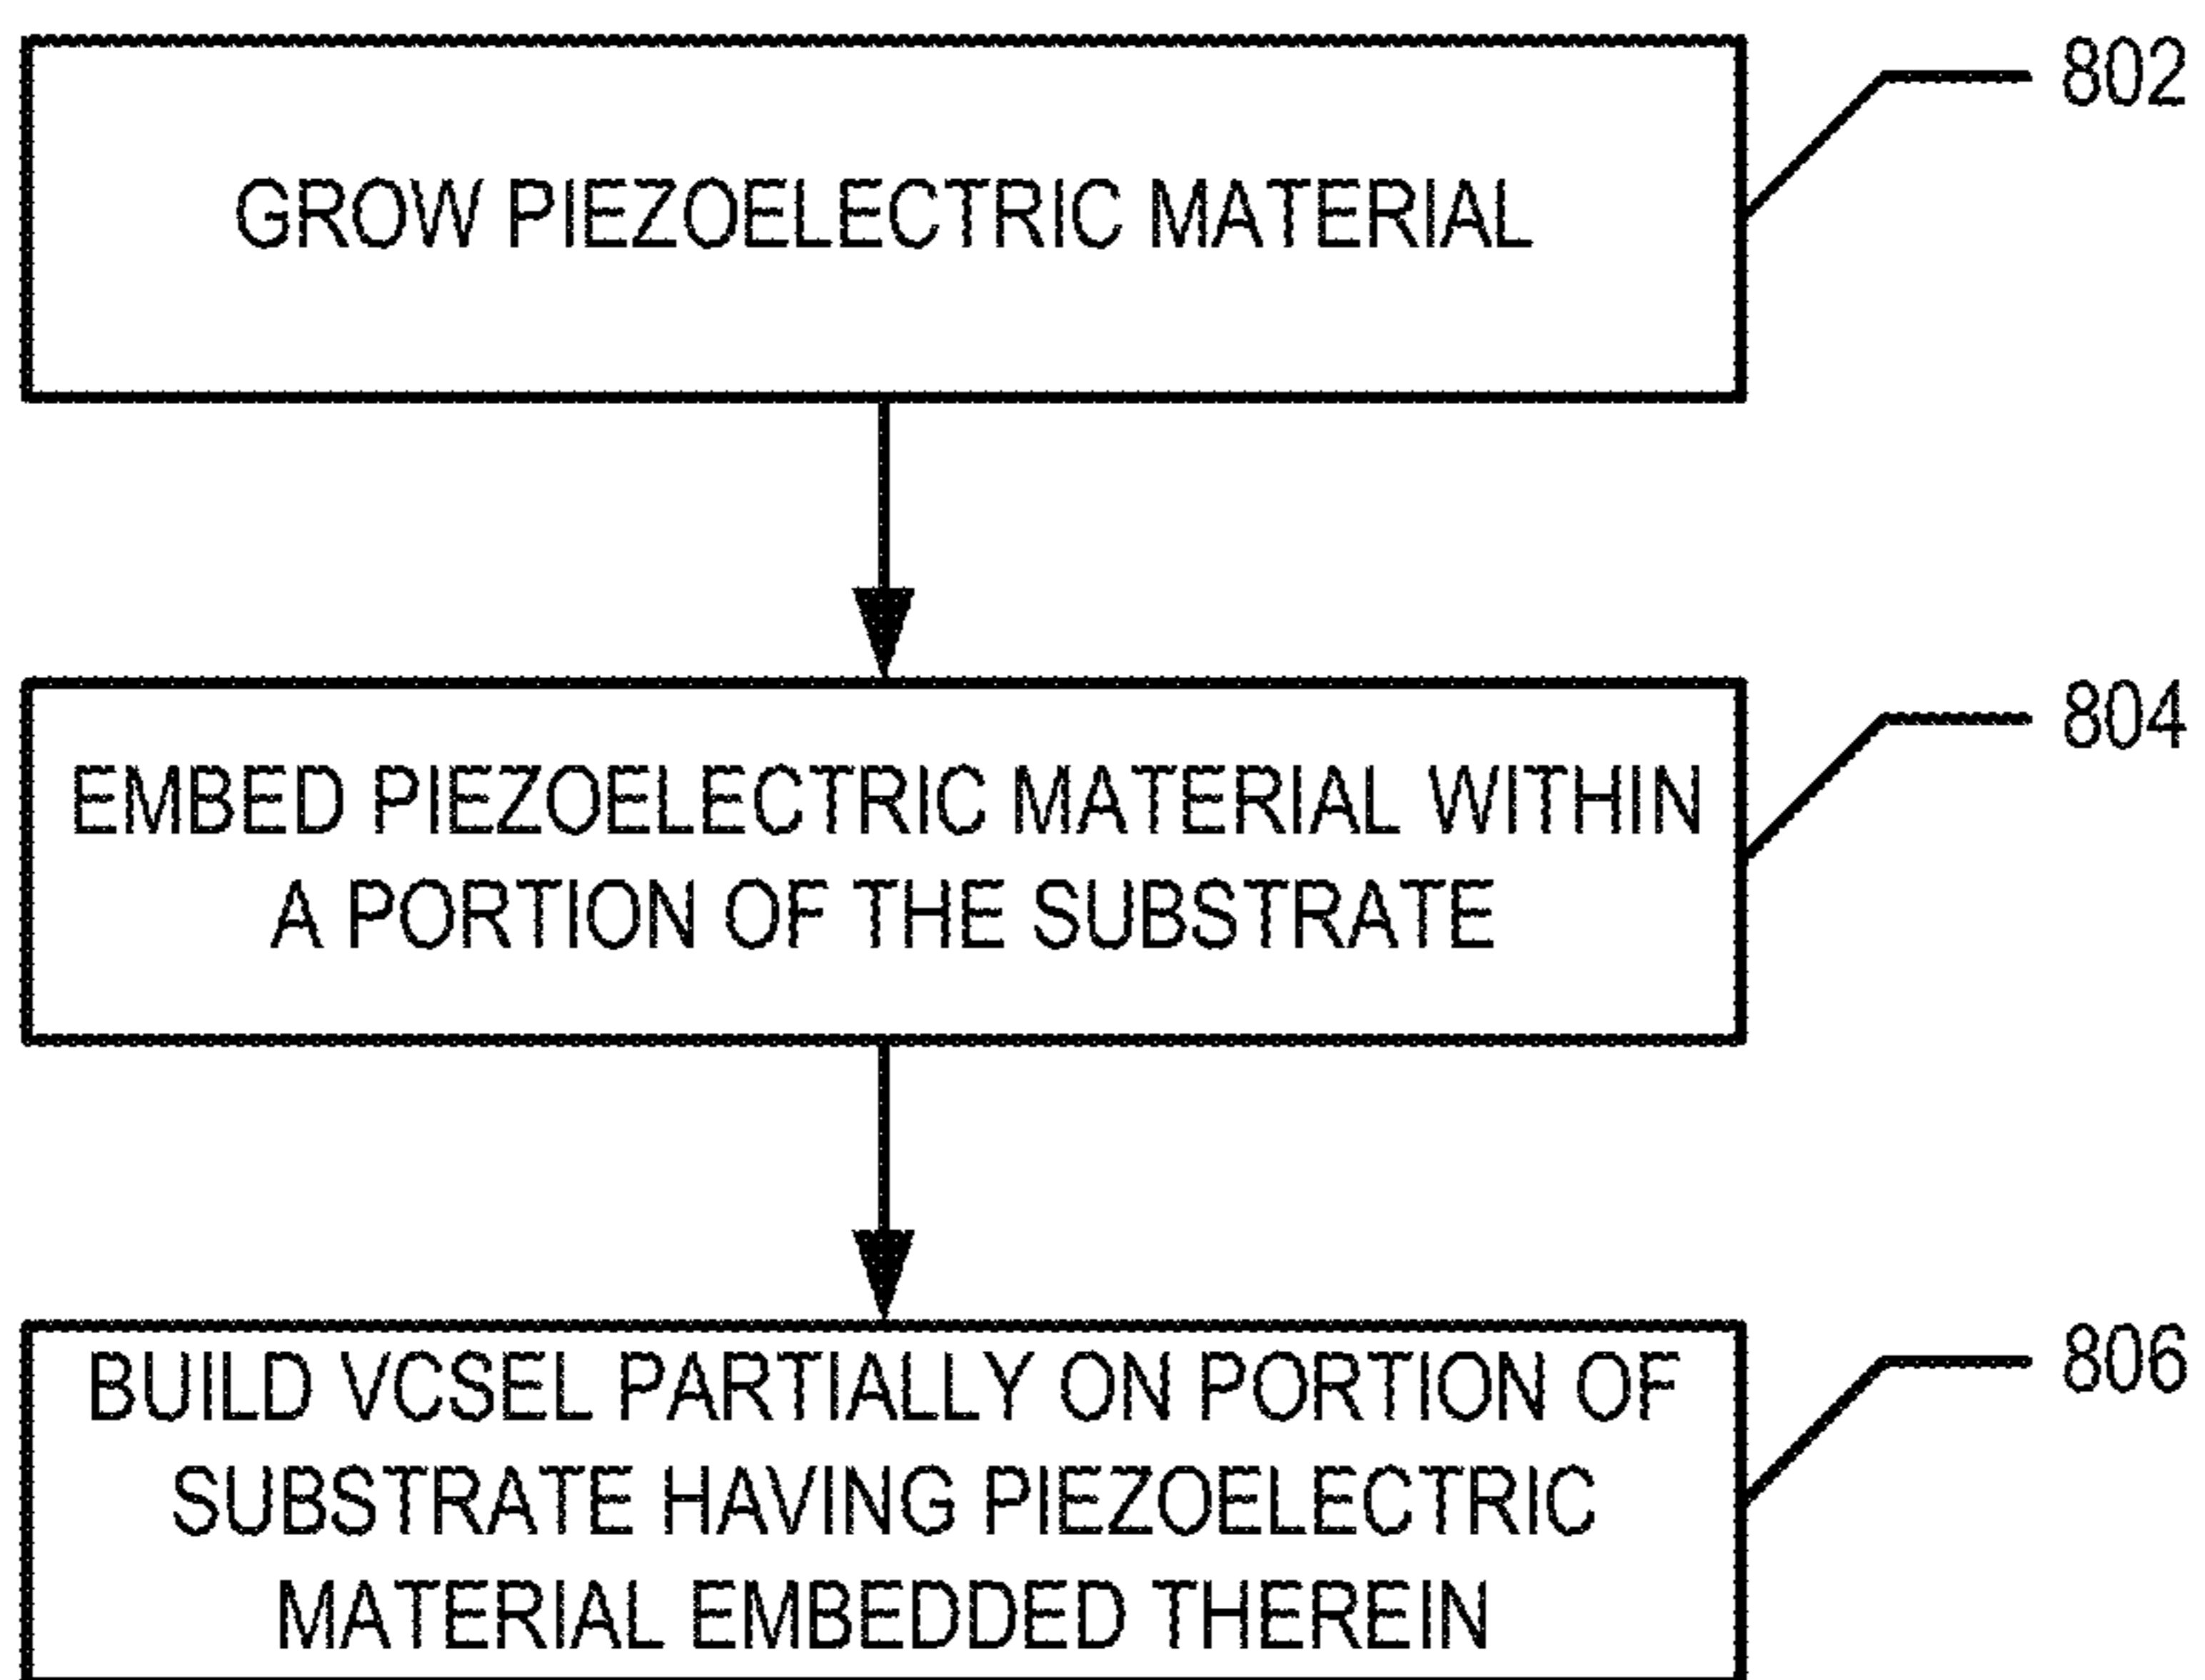 802
GROW PIEZOELECTRIC MATERIAL
804
EMBED PIEZOELECTRIC MATERIAL WITHIN
A PORTION OF THE SUBSTRATE
806
BUILD VCSEL PARTIALLY ON PORTION OF
SUBSTRATE HAVING PIEZOELECTRIC
MATERIAL EMBEDDED THEREIN